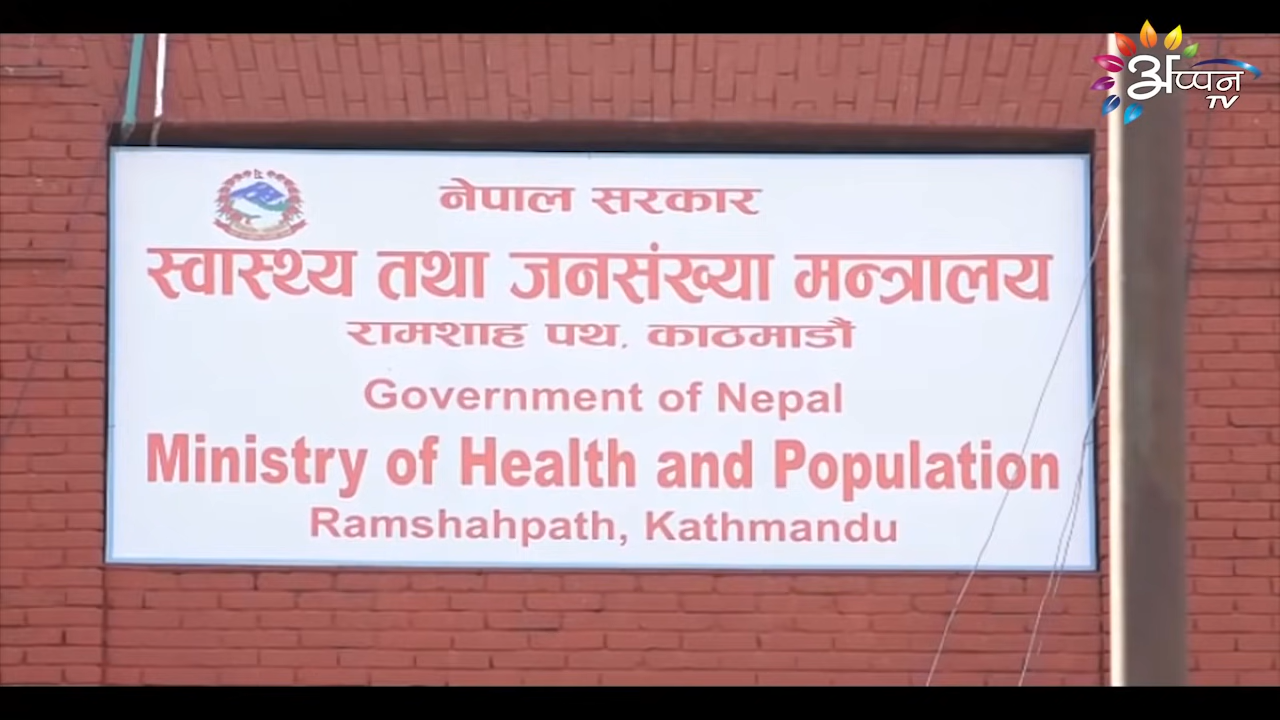 अप्पन
TV
नेपाल सरकार
स्वास्थ्य तथा जनसंख्या मन्त्रालय
रामशाह पथ, काठमाडौं
Government of Nepal
Ministry of Health and Population
Ramshahpath, Kathmandu